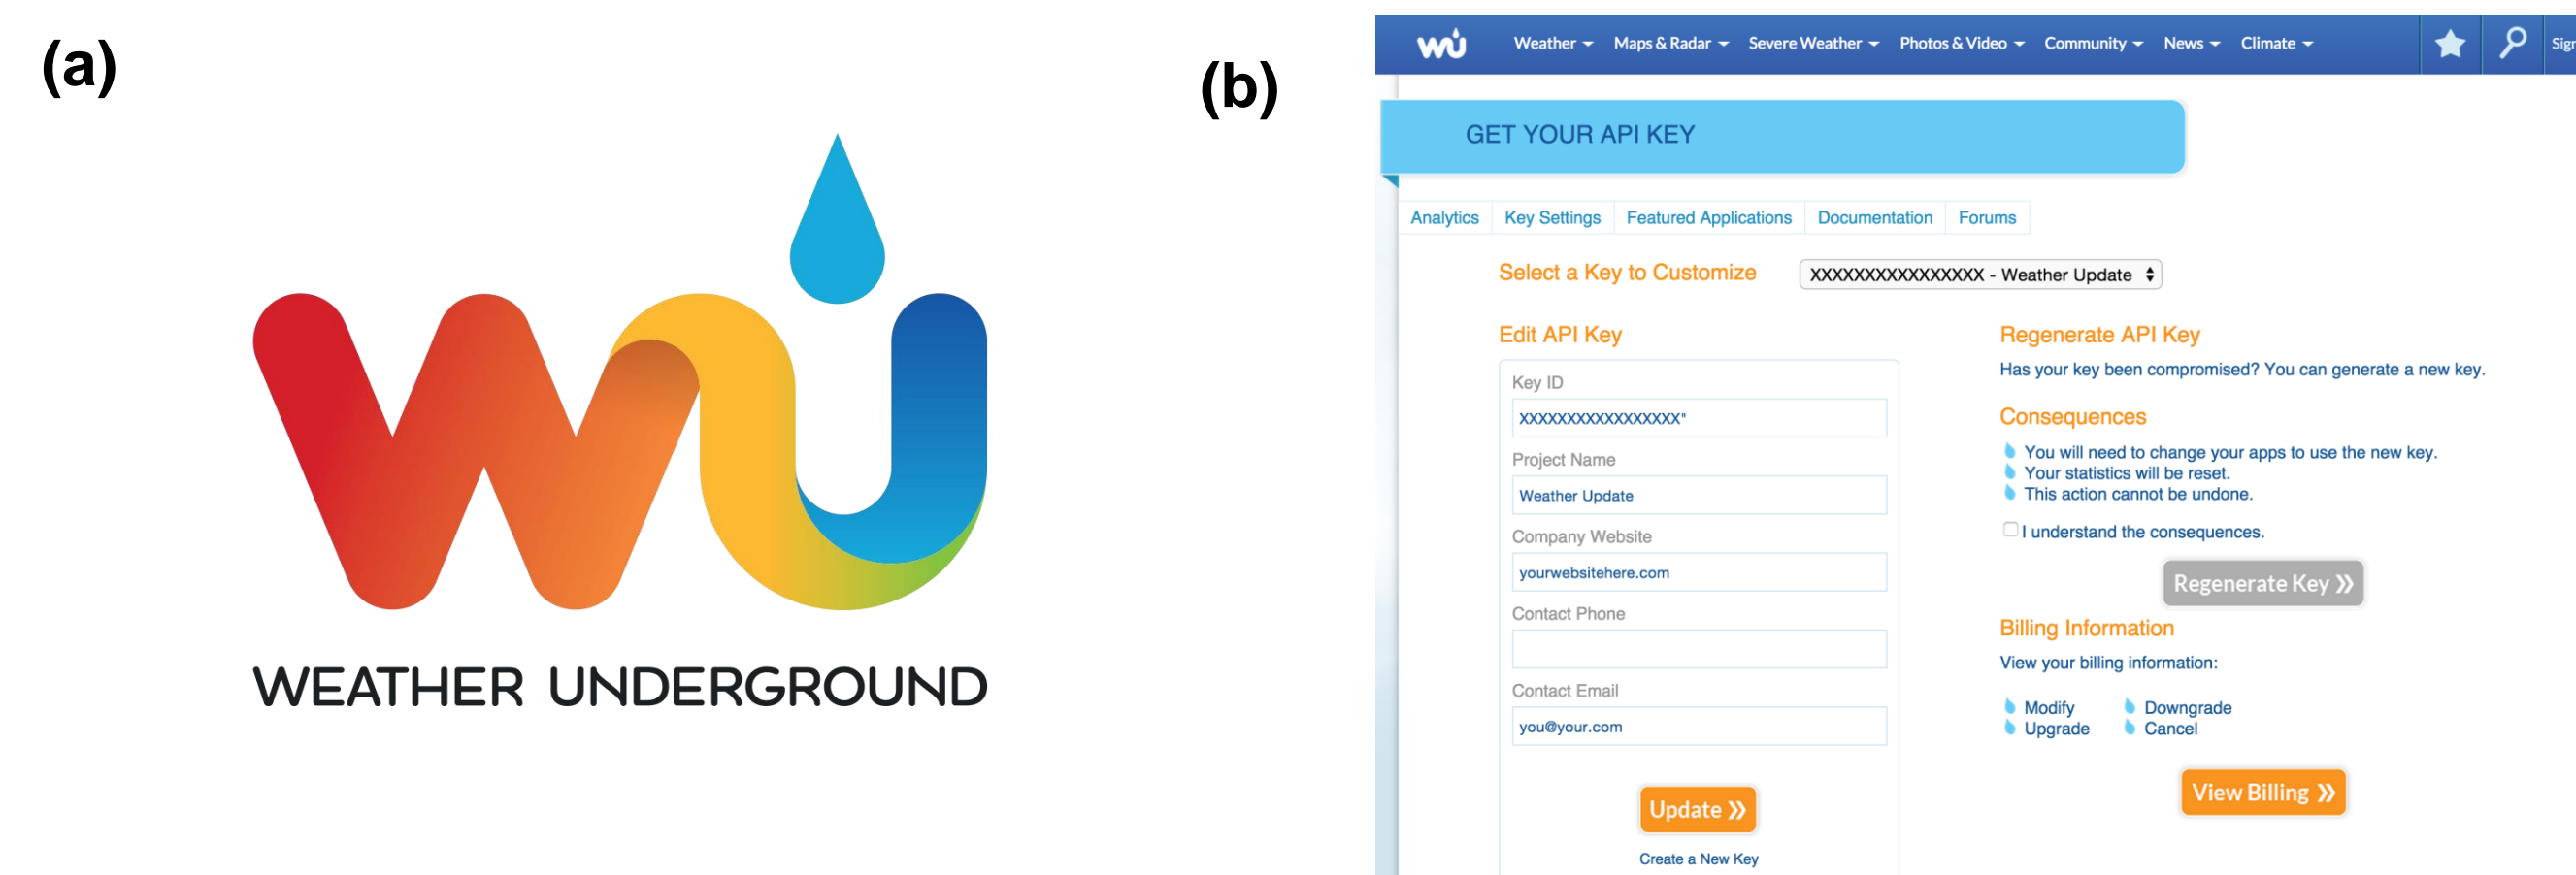 (a)
WEATHER UNDERGROUND
(b)
wu
Weather Maps & Radar Severe Weather Photos & Video Community News Climate Sign
GET YOUR API KEY
Analytics Key Settings Featured Applications Documentation Forums
Select a Key to Customize XXXXXXXXXXXXXXXX - Weather Update
Edit API Key
Key ID
XXXXXXXXXXXXXXXXX"
Project Name
Weather Update
Company Website
yourwebsitehere.com
Contact Phone
Contact Email
you@your.com
Update »
Create a New Key
Regenerate API Key
Has your key been compromised? You can generate a new key.
Consequences
You will need to change your apps to use the new key.
Your statistics will be reset.
This action cannot be undone.
I understand the consequences.
Regenerate Key »
Billing Information
View your billing information:
Modify Downgrade
Upgrade Cancel
View Billing »